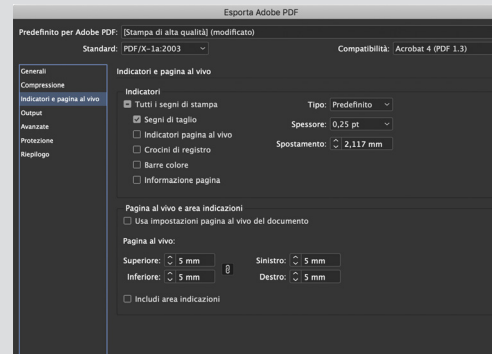 Esporta Adobe PDF
Predefinito per Adobe PDF: [Stampa di alta qualità] (modificato)
Standard: PDF/X-1a:2003 Compatibilità: Acrobat 4 (PDF 1.3)
Generali
Compressione
Indicatori e pagina al vivo
Output
Avanzate
Protezione
Riepilogo
Indicatori e pagina al vivo
Indicatori
Tutti i segni di stampa Tipo: Predefinito
Segni di taglio Spessore: 0,25 pt
Indicatori pagina al vivo Spostamento: 2,117 mm
Crocini di registro
Barre colore
Informazione pagina
Pagina al vivo e area indicazioni
Usa impostazioni pagina al vivo del documento
Pagina al vivo:
Superiore: 5 mm Sinistro: 5 mm
Inferiore: 5 mm Destro: 5 mm
Includi area indicazioni